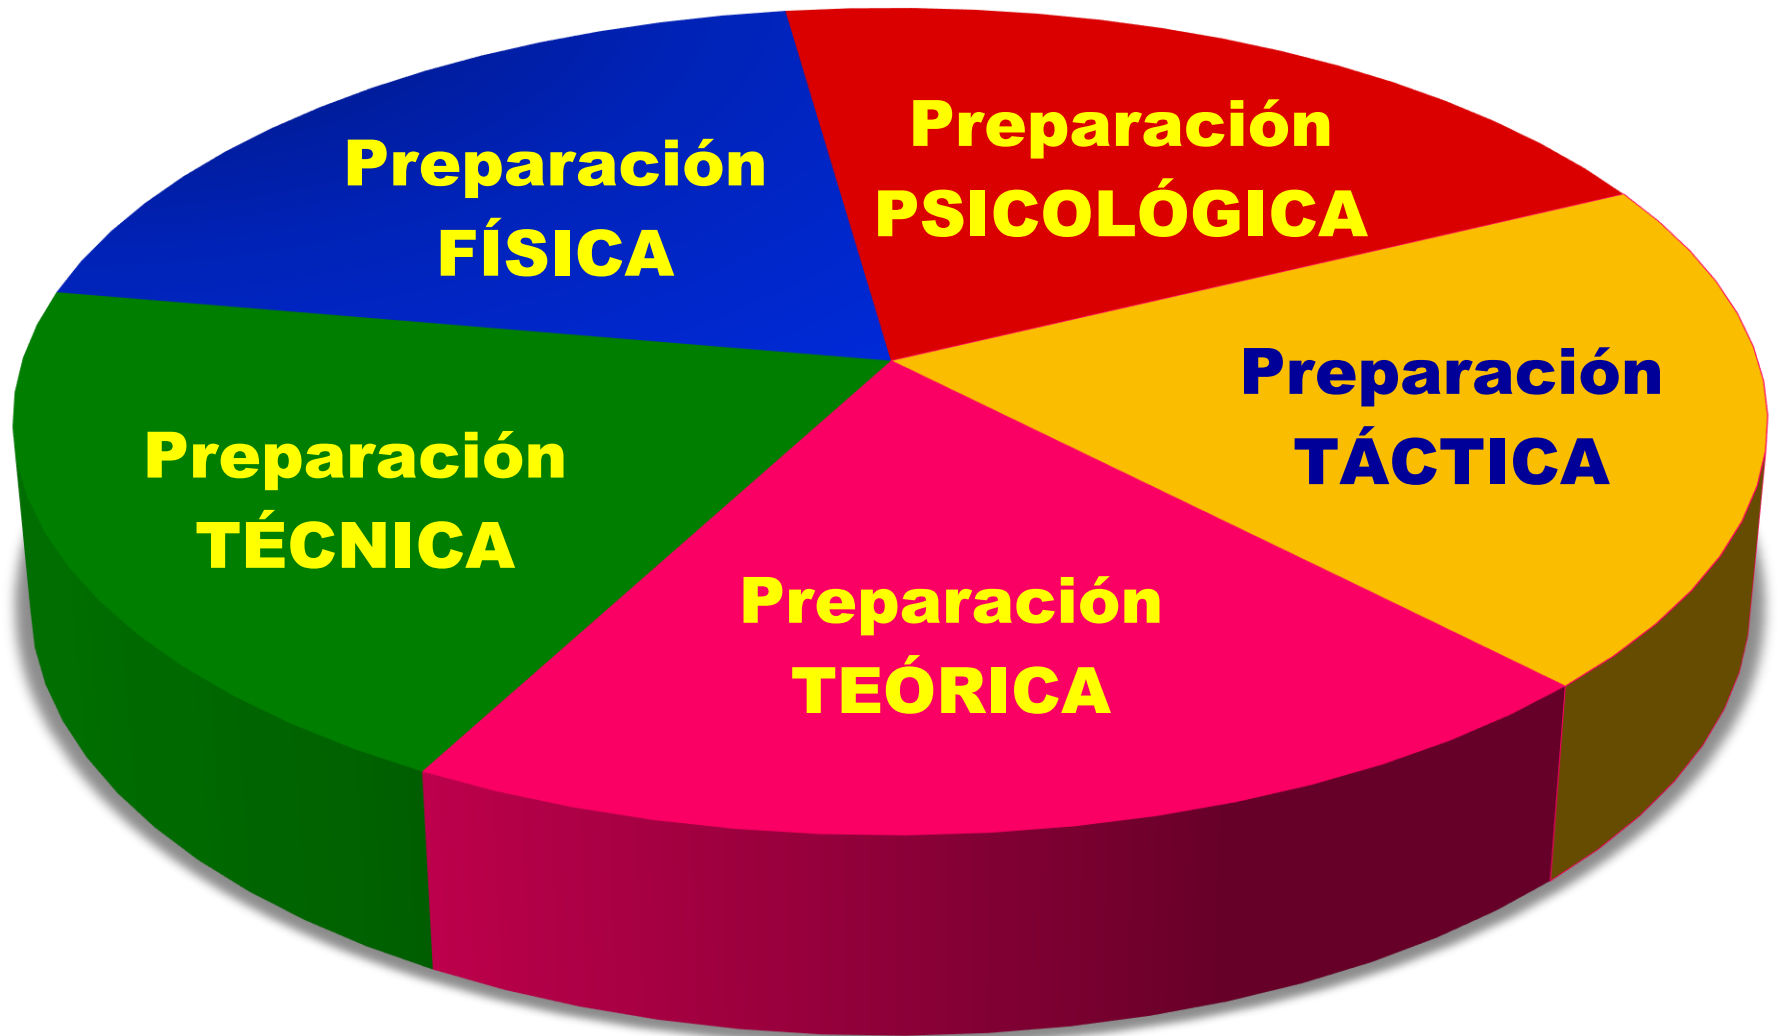 Preparación
FÍSICA
Preparación
PSICOLÓGICA
Preparación
TÁCTICA
Preparación
TÉCNICA
Preparación
TEÓRICA